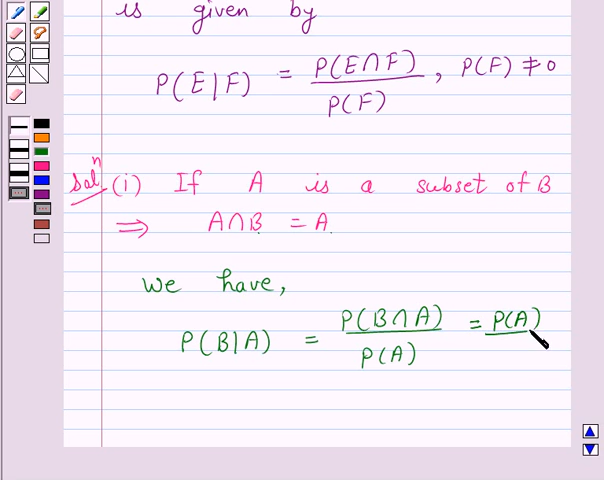 is given by
P(E|F) = P(E∩F)/P(F), P(F) ≠ 0
Solⁿ (i) If A is a subset of B
⇒ A∩B = A.
We have,
P(B|A) = P(B∩A)/P(A) = P(A)